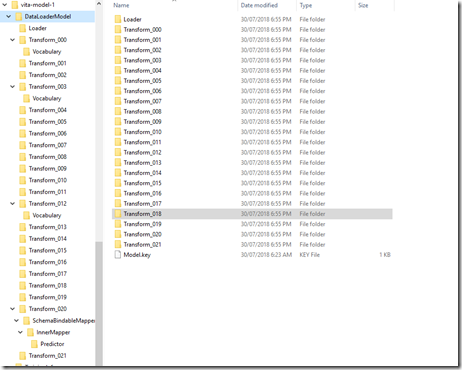 vita-model-1
DataLoaderModel
Loader
Transform_000
Vocabulary
Transform_001
Transform_002
Transform_003
Vocabulary
Transform_004
Transform_005
Transform_006
Transform_007
Transform_008
Transform_009
Transform_010
Transform_011
Transform_012
Vocabulary
Transform_013
Transform_014
Transform_015
Transform_016
Transform_017
Transform_018
Transform_019
Transform_020
SchemaBindableMapper
InnerMapper
Predictor
Transform_021
Name Date modified Type Size
Loader 30/07/2018 6:55 PM File folder
Transform_000 30/07/2018 6:55 PM File folder
Transform_001 30/07/2018 6:55 PM File folder
Transform_002 30/07/2018 6:55 PM File folder
Transform_003 30/07/2018 6:55 PM File folder
Transform_004 30/07/2018 6:55 PM File folder
Transform_005 30/07/2018 6:55 PM File folder
Transform_006 30/07/2018 6:55 PM File folder
Transform_007 30/07/2018 6:55 PM File folder
Transform_008 30/07/2018 6:55 PM File folder
Transform_009 30/07/2018 6:55 PM File folder
Transform_010 30/07/2018 6:55 PM File folder
Transform_011 30/07/2018 6:55 PM File folder
Transform_012 30/07/2018 6:55 PM File folder
Transform_013 30/07/2018 6:55 PM File folder
Transform_014 30/07/2018 6:55 PM File folder
Transform_015 30/07/2018 6:55 PM File folder
Transform_016 30/07/2018 6:55 PM File folder
Transform_017 30/07/2018 6:55 PM File folder
Transform_018 30/07/2018 6:55 PM File folder
Transform_019 30/07/2018 6:55 PM File folder
Transform_020 30/07/2018 6:55 PM File folder
Transform_021 30/07/2018 6:55 PM File folder
Model.key 30/07/2018 6:23 AM KEY File 1 KB